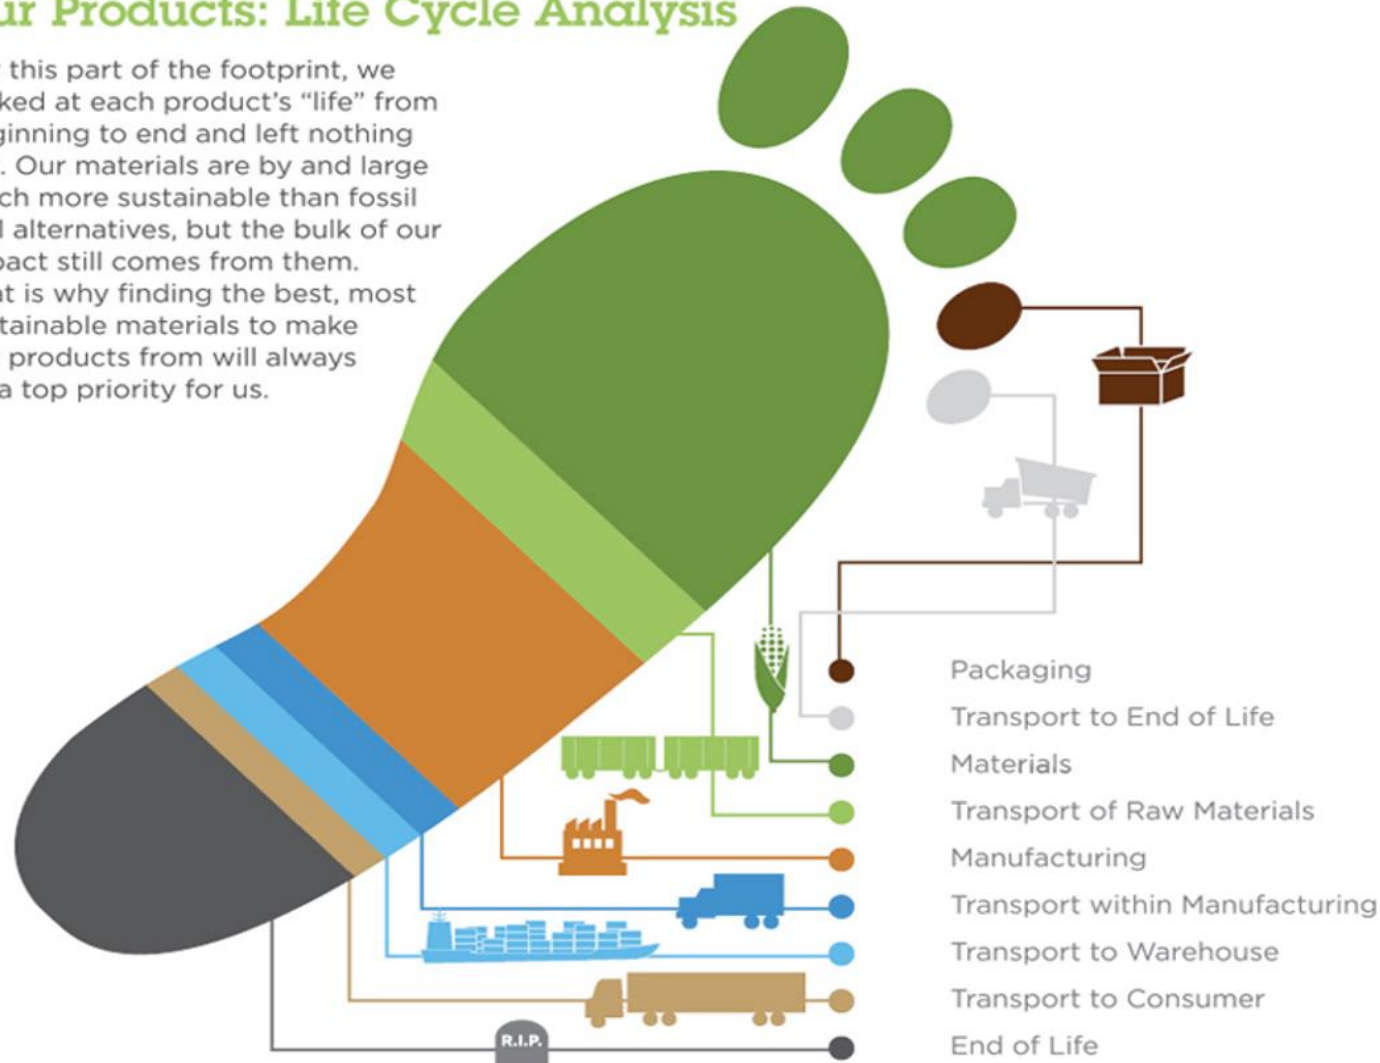 ur Products: Life Cycle Analysis
this part of the footprint, we
ked at each product's “life” from
ginning to end and left nothing
. Our materials are by and large
ch more sustainable than fossil
l alternatives, but the bulk of our
pact still comes from them.
at is why finding the best, most
tainable materials to make
products from will always
a top priority for us.
Packaging
Transport to End of Life
Materials
Transport of Raw Materials
Manufacturing
Transport within Manufacturing
Transport to Warehouse
Transport to Consumer
R.I.P.
End of Life